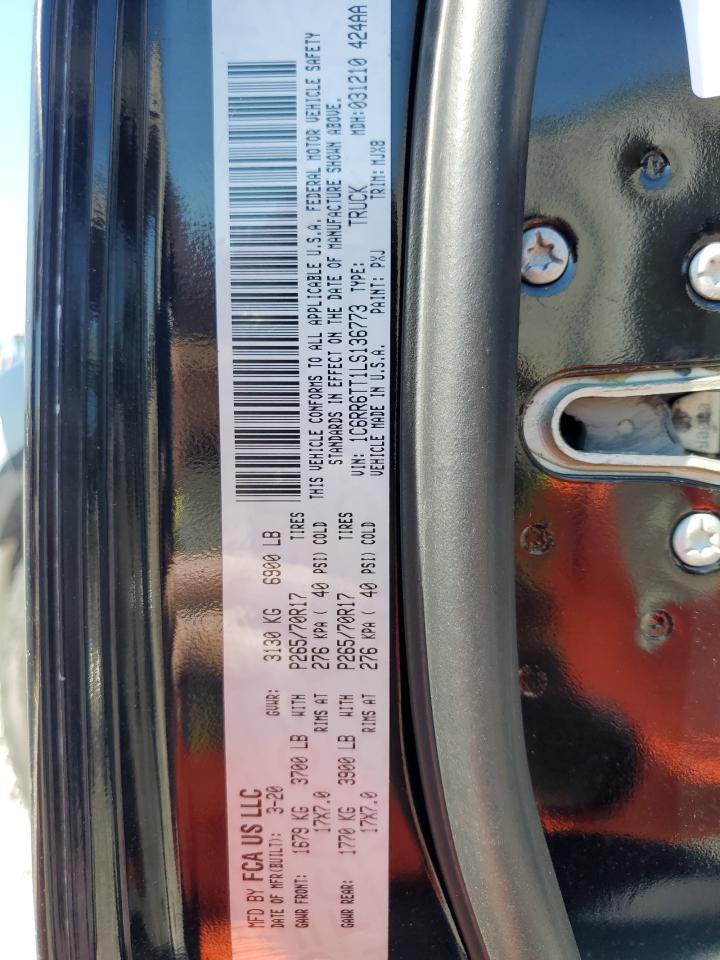 MFD BY FCA US LLC
DATE OF MFR(BUILT): 3-20 GVWR: 3130 KG 6900 LB
GAWR FRONT: 1679 KG 3700 LB WITH P265/70R17 TIRES
17X7.0 RIMS AT 276 KPA ( 40 PSI) COLD
GAWR REAR: 1770 KG 3900 LB WITH P265/70R17 TIRES
17X7.0 RIMS AT 276 KPA ( 40 PSI) COLD
THIS VEHICLE CONFORMS TO ALL APPLICABLE U.S.A. FEDERAL MOTOR VEHICLE SAFETY
STANDARDS IN EFFECT ON THE DATE OF MANUFACTURE SHOWN ABOVE.
VIN: 1C6RR6TT1LS136773 TYPE: TRUCK MDH:031210 424AA
VEHICLE MADE IN U.S.A. PAINT: PXJ TRIM: MJX8